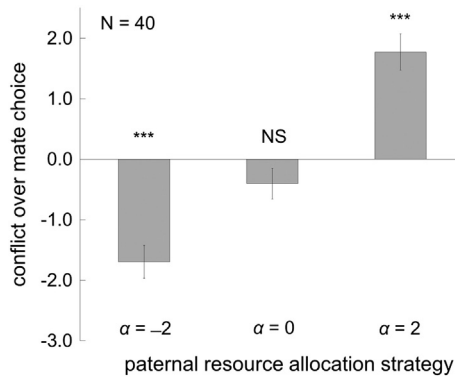 N = 40
***
2.0
1.0
***
NS
0.0
-1.0
-2.0
-3.0
α = –2
α = 0
α = 2
conflict over mate choice
paternal resource allocation strategy